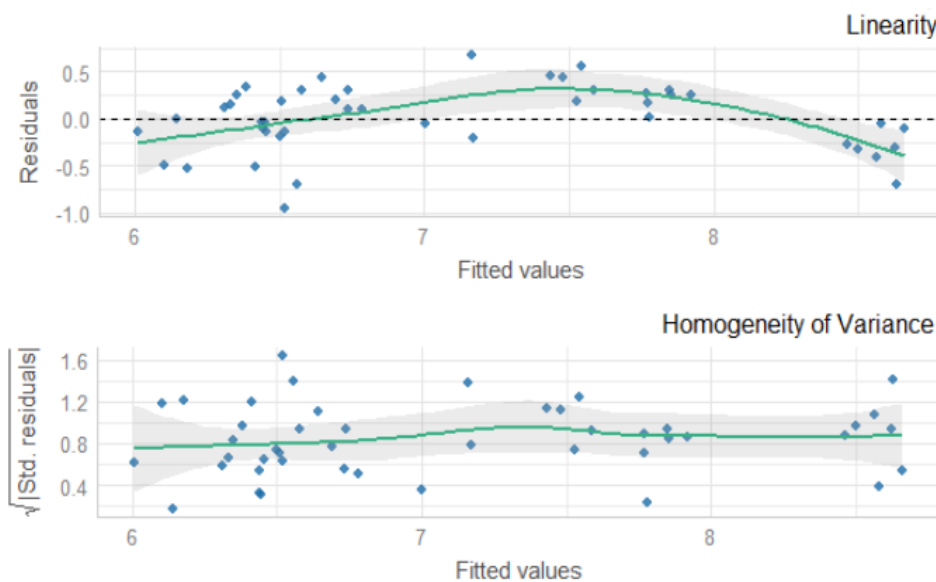 Linearity
Residuals
0.5
0.0
-0.5
-1.0
6
7
8
Fitted values
Homogeneity of Variance
√|Std. residuals|
1.6
1.2
0.8
0.4
6
7
8
Fitted values